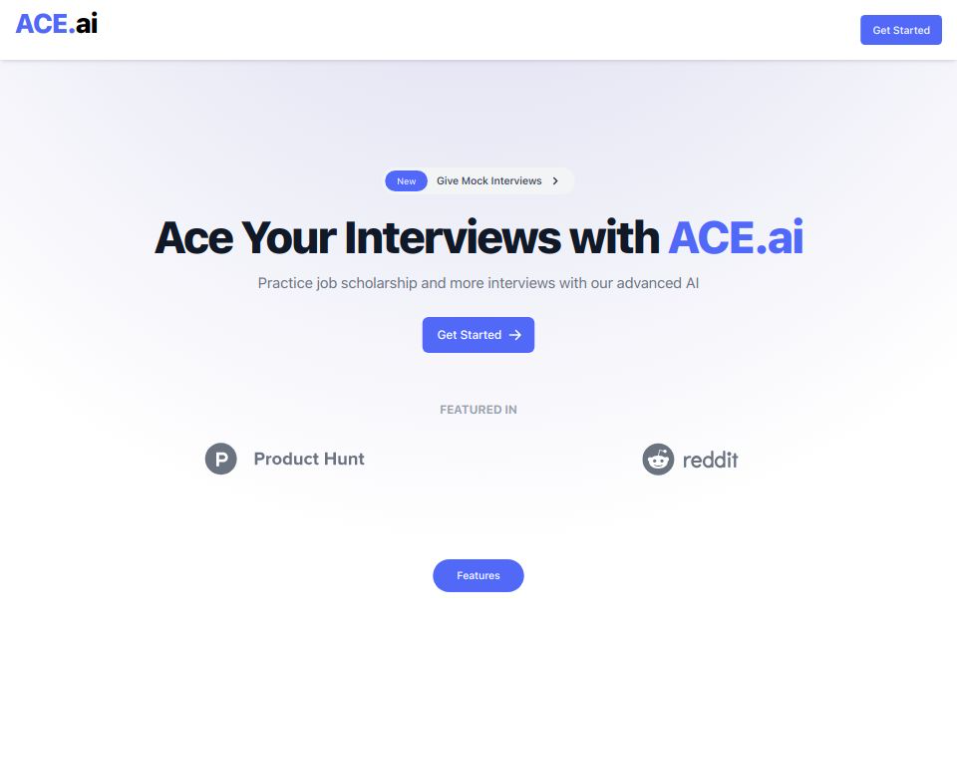 ACE.ai
Get Started
New Give Mock Interviews
Ace Your Interviews with ACE.ai
Practice job scholarship and more interviews with our advanced AI
Get Started
FEATURED IN
Product Hunt
reddit
Features